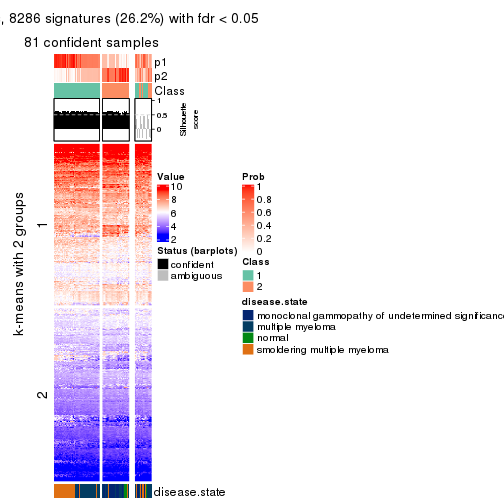 , 8286 signatures (26.2%) with fdr < 0.05
81 confident samples
p1
p2
Class
1
0.5
0
Silhouette
score
k-means with 2 groups
1
2
Value
10
8
6
4
2
Status (barplots)
confident
ambiguous
Prob
1
0.8
0.6
0.4
0.2
0
Class
1
2
disease.state
monoclonal gammopathy of undetermined significance
multiple myeloma
normal
smoldering multiple myeloma
disease.state